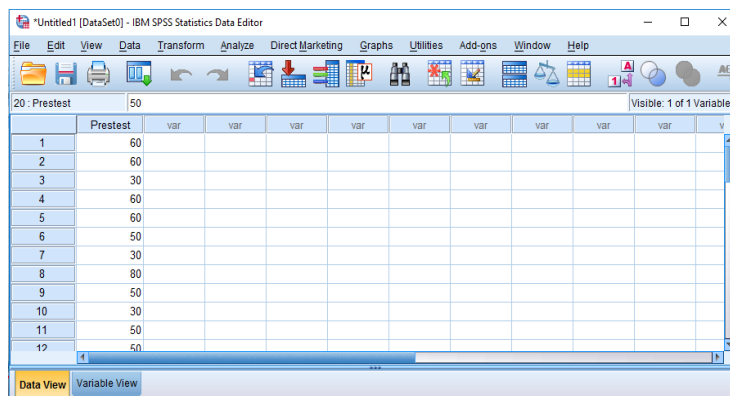 *Untitled1 [DataSet0] - IBM SPSS Statistics Data Editor
File Edit View Data Transform Analyze Direct Marketing Graphs Utilities Add-ons Window Help
20 : Prestest 50 Visible: 1 of 1 Variable
Prestest var var var var var var var var var v
1 60
2 60
3 30
4 60
5 60
6 50
7 30
8 80
9 50
10 30
11 50
12 50
Data View Variable View